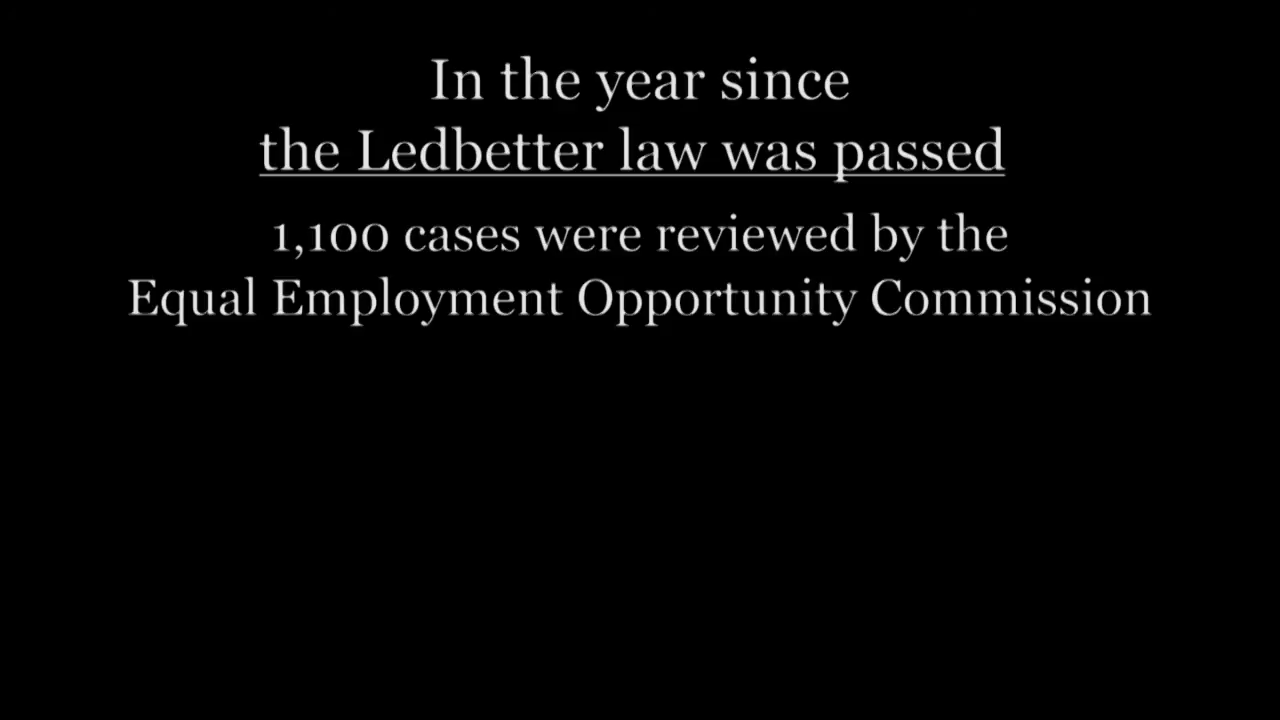 In the year since
the Ledbetter law was passed
1,100 cases were reviewed by the
Equal Employment Opportunity Commission